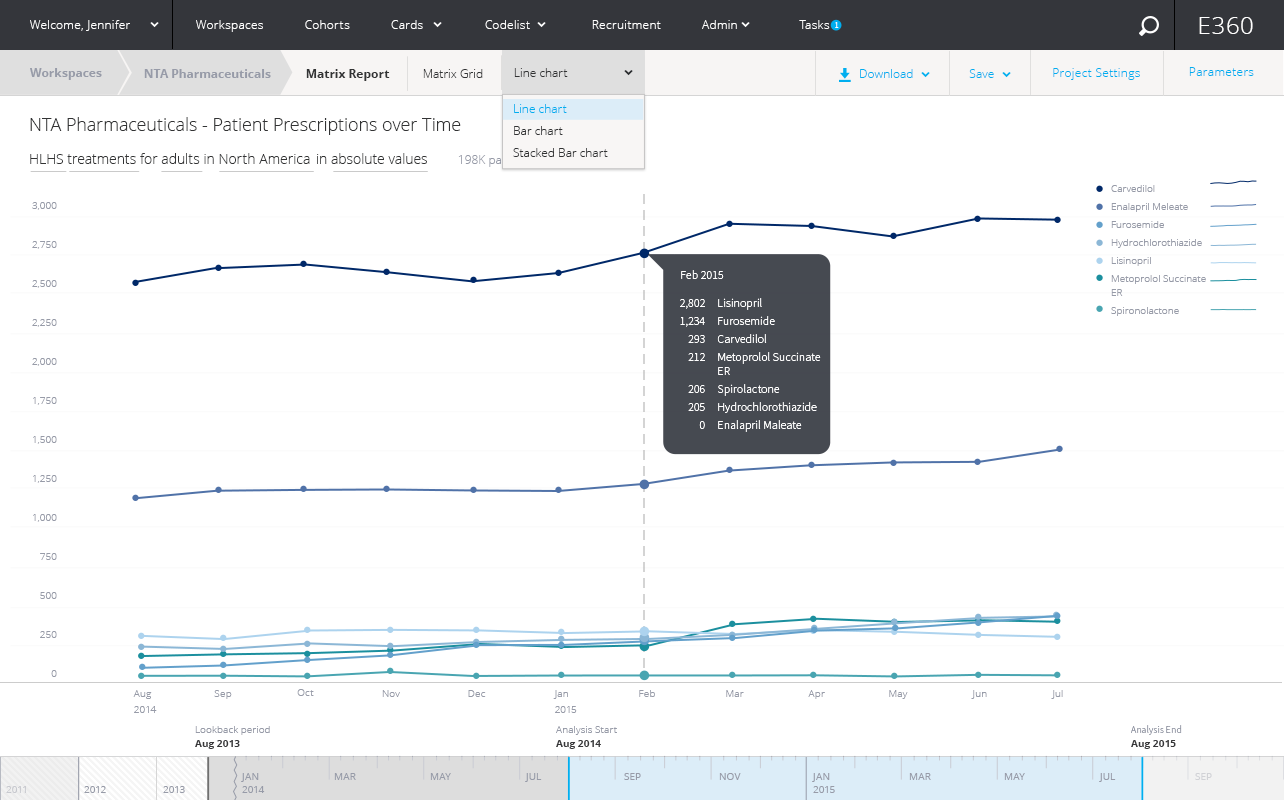 Welcome, Jennifer
Workspaces
Cohorts
Cards
Codelist
Recruitment
Admin
Tasks 1
E360
Workspaces
NTA Pharmaceuticals
Matrix Report
Matrix Grid
Line chart
Download
Save
Project Settings
Parameters
Line chart
Bar chart
Stacked Bar chart
NTA Pharmaceuticals - Patient Prescriptions over Time
HLHS treatments for adults in North America in absolute values
198K pa
3,000
2,750
2,500
2,250
2,000
1,750
1,500
1,250
1,000
750
500
250
0
Carvedilol
Enalapril Meleate
Furosemide
Hydrochlorothiazide
Lisinopril
Metoprolol Succinate
ER
Spironolactone
Feb 2015
2,802 Lisinopril
1,234 Furosemide
293 Carvedilol
212 Metoprolol Succinate
ER
206 Spirolactone
205 Hydrochlorothiazide
0 Enalapril Maleate
Aug Sep Oct Nov Dec Jan Feb Mar Apr May Jun Jul
2014 2015
Lookback period
Aug 2013
Analysis Start
Aug 2014
Analysis End
Aug 2015
JAN MAR MAY JUL SEP NOV JAN MAR MAY JUL SEP
2011 2012 2013 2014 2015